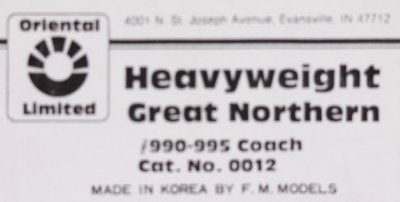 Oriental
Limited
4001 N. St. Joseph Avenue, Evansville, IN 47712
Heavyweight
Great Northern
990-995 Coach
Cat. No. 0012
MADE IN KOREA BY F.M. MODELS